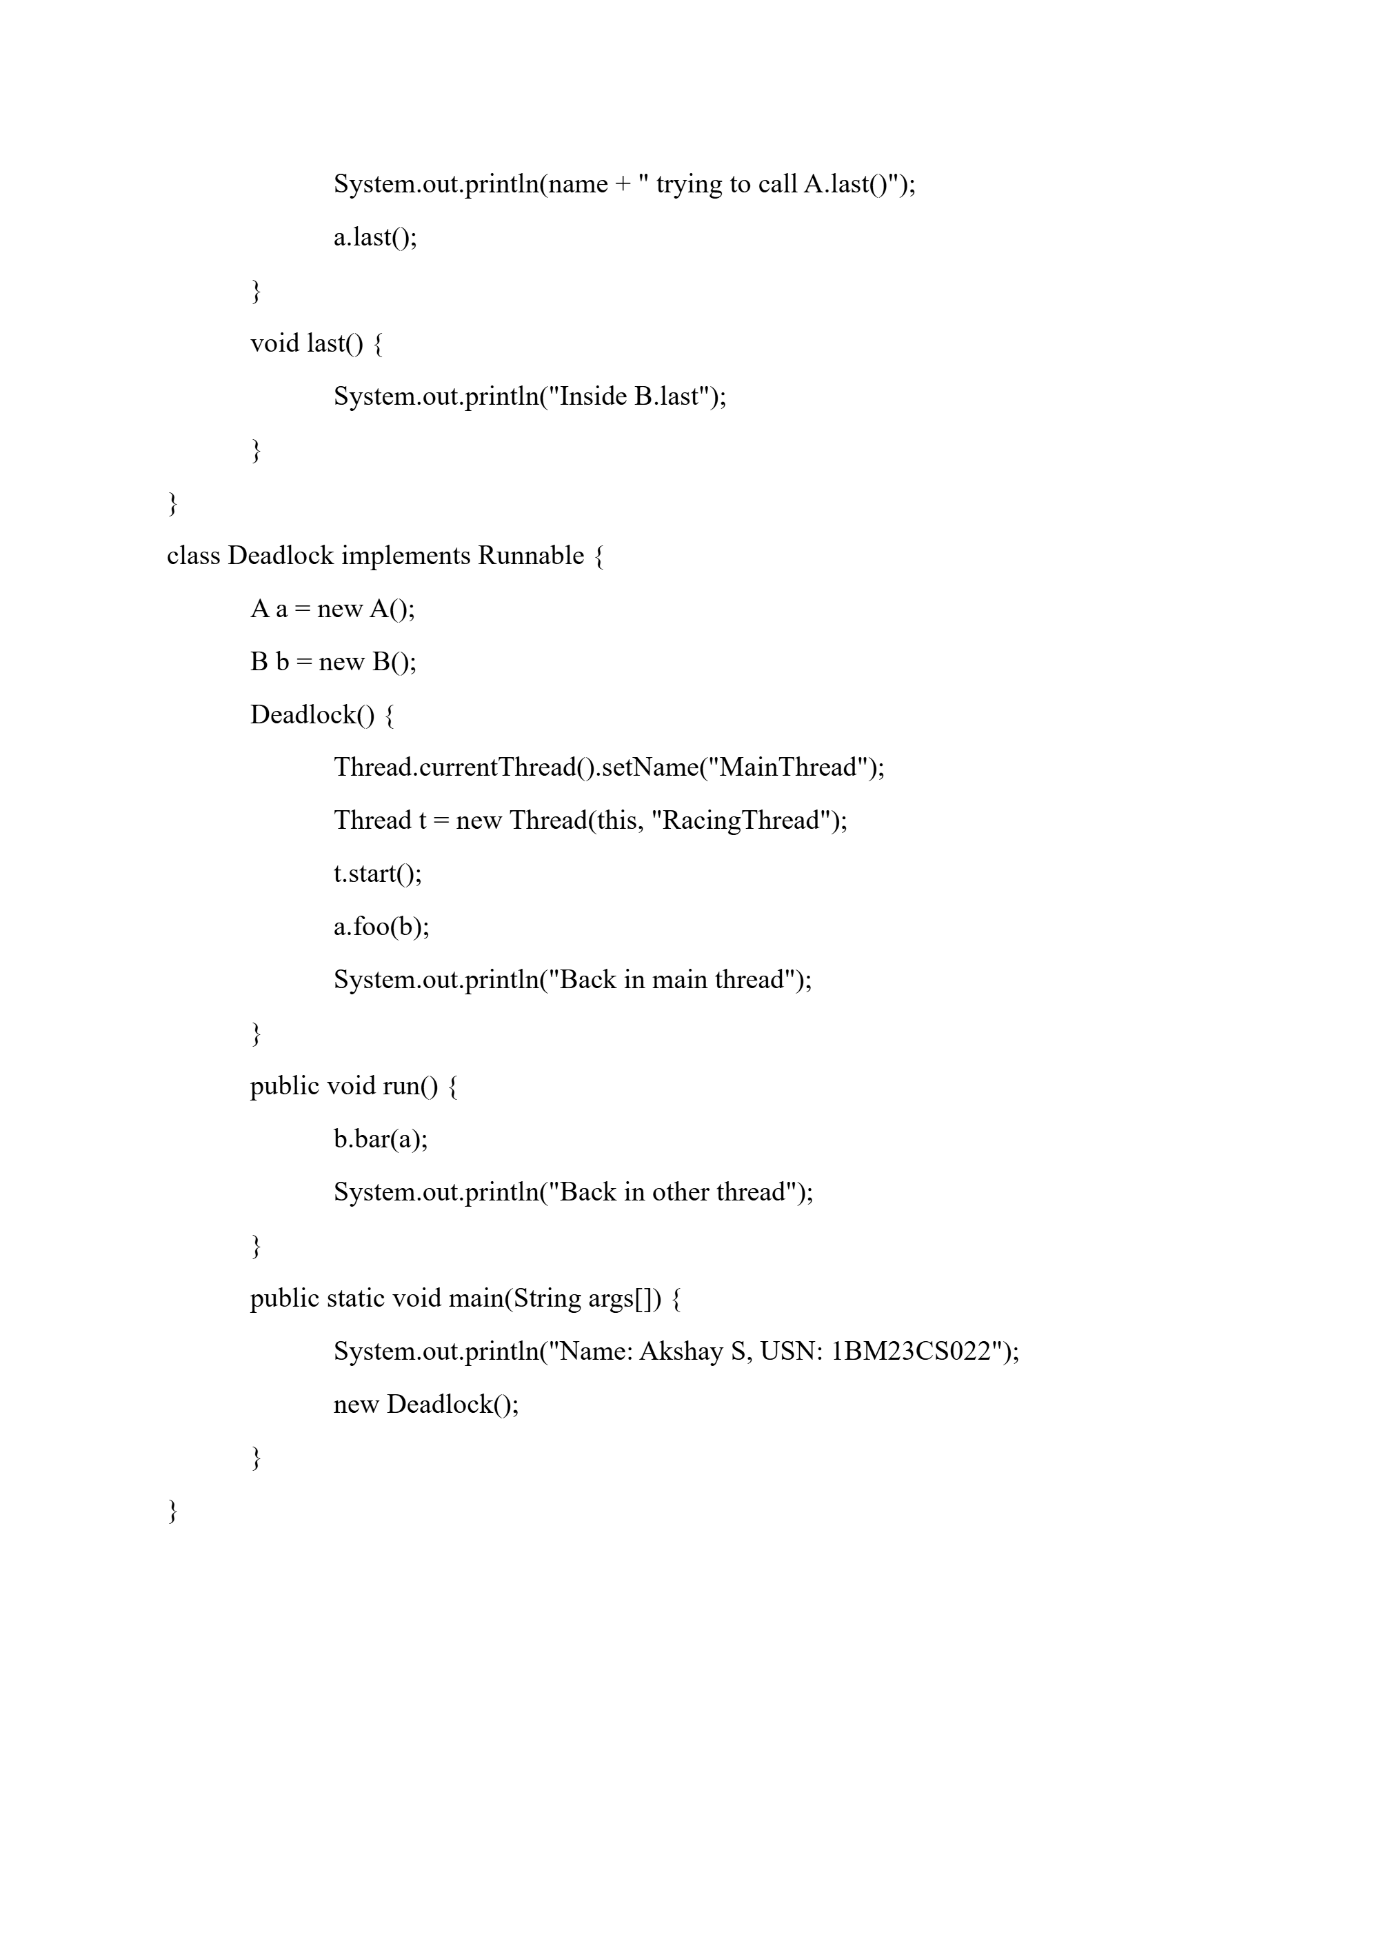 System.out.println(name + " trying to call A.last()");
a.last();
}
void last() {
System.out.println("Inside B.last");
}
}
class Deadlock implements Runnable {
A a = new A();
B b = new B();
Deadlock() {
Thread.currentThread().setName("MainThread");
Thread t = new Thread(this, "RacingThread");
t.start();
a.foo(b);
System.out.println("Back in main thread");
}
public void run() {
b.bar(a);
System.out.println("Back in other thread");
}
public static void main(String args[]) {
System.out.println("Name: Akshay S, USN: 1BM23CS022");
new Deadlock();
}
}